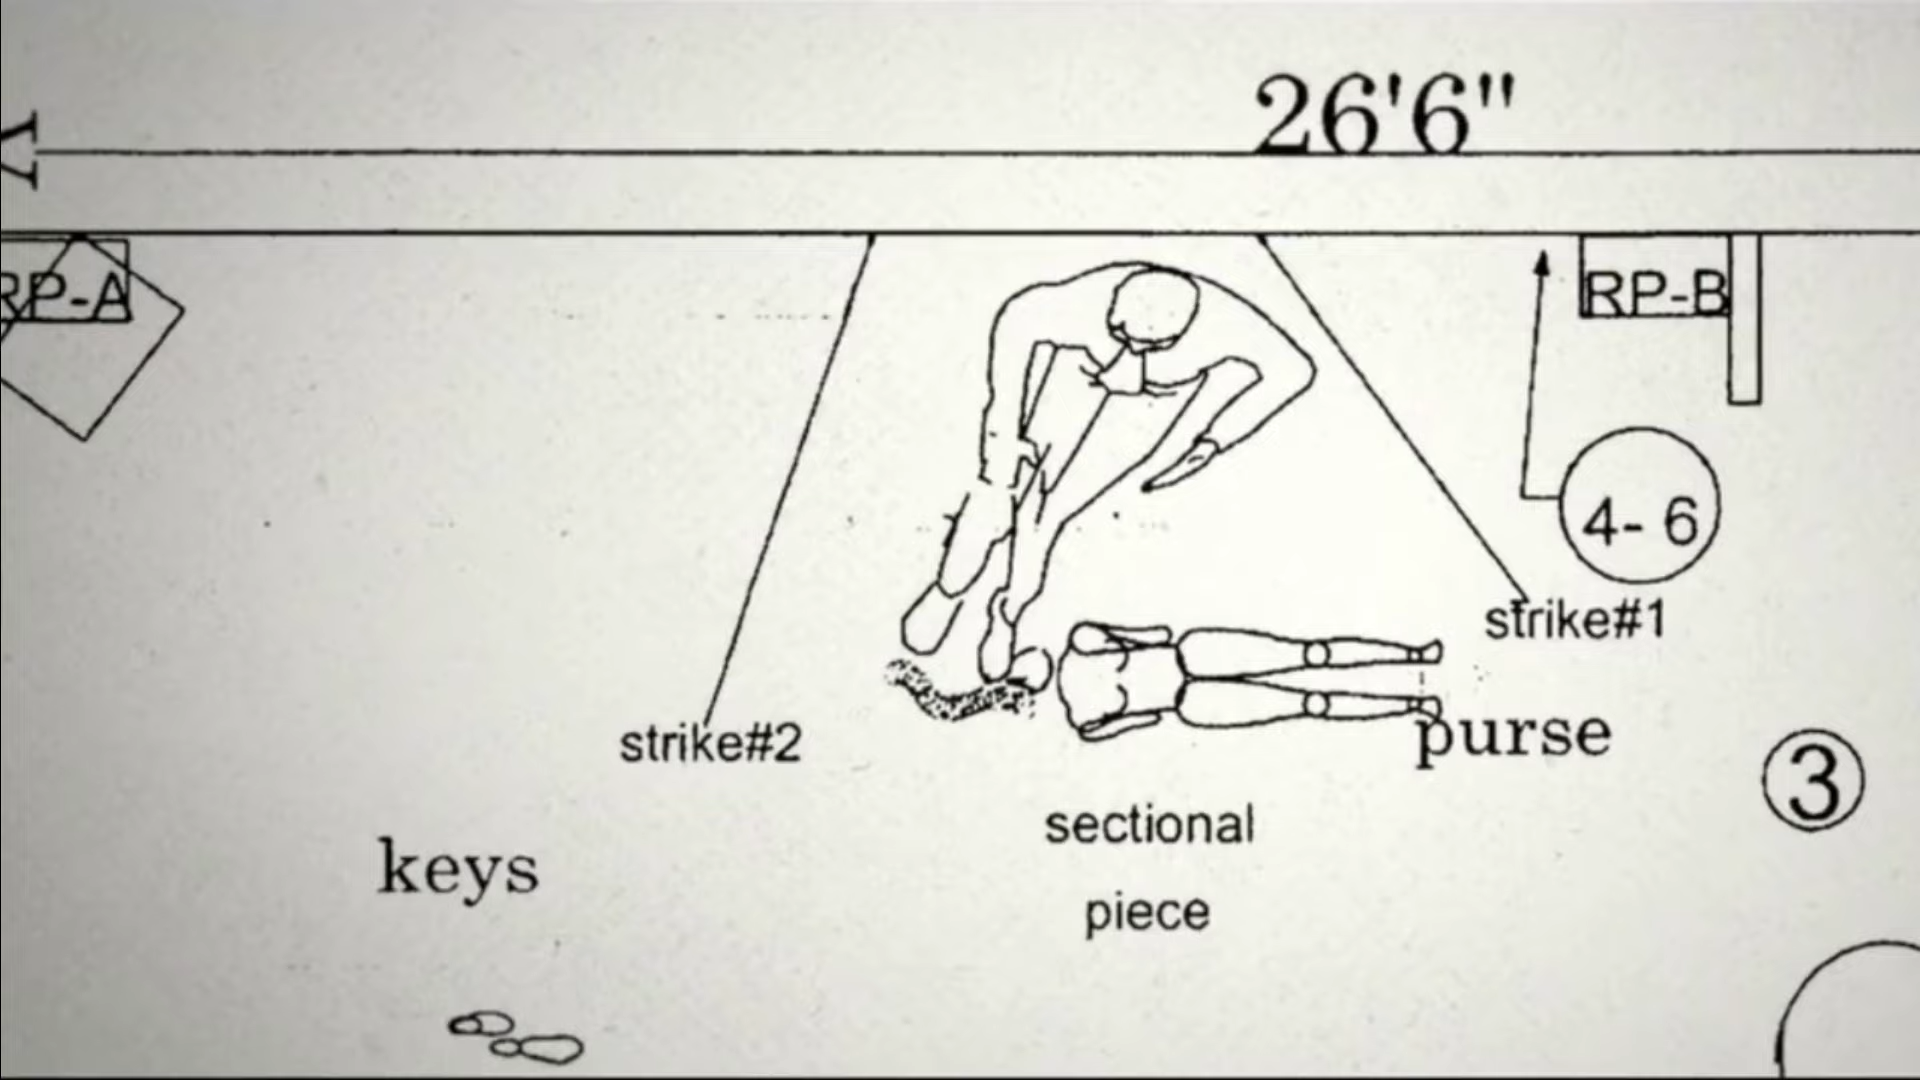 26'6"
RP-A
RP-B
4- 6
strike#1
strike#2
purse
3
sectional
piece
keys